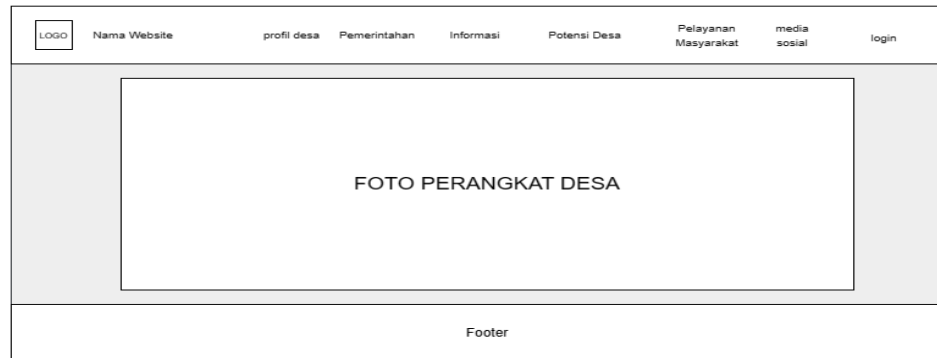 LOGO
Nama Website
profil desa
Pemerintahan
Informasi
Potensi Desa
Pelayanan
Masyarakat
media
sosial
login
FOTO PERANGKAT DESA
Footer